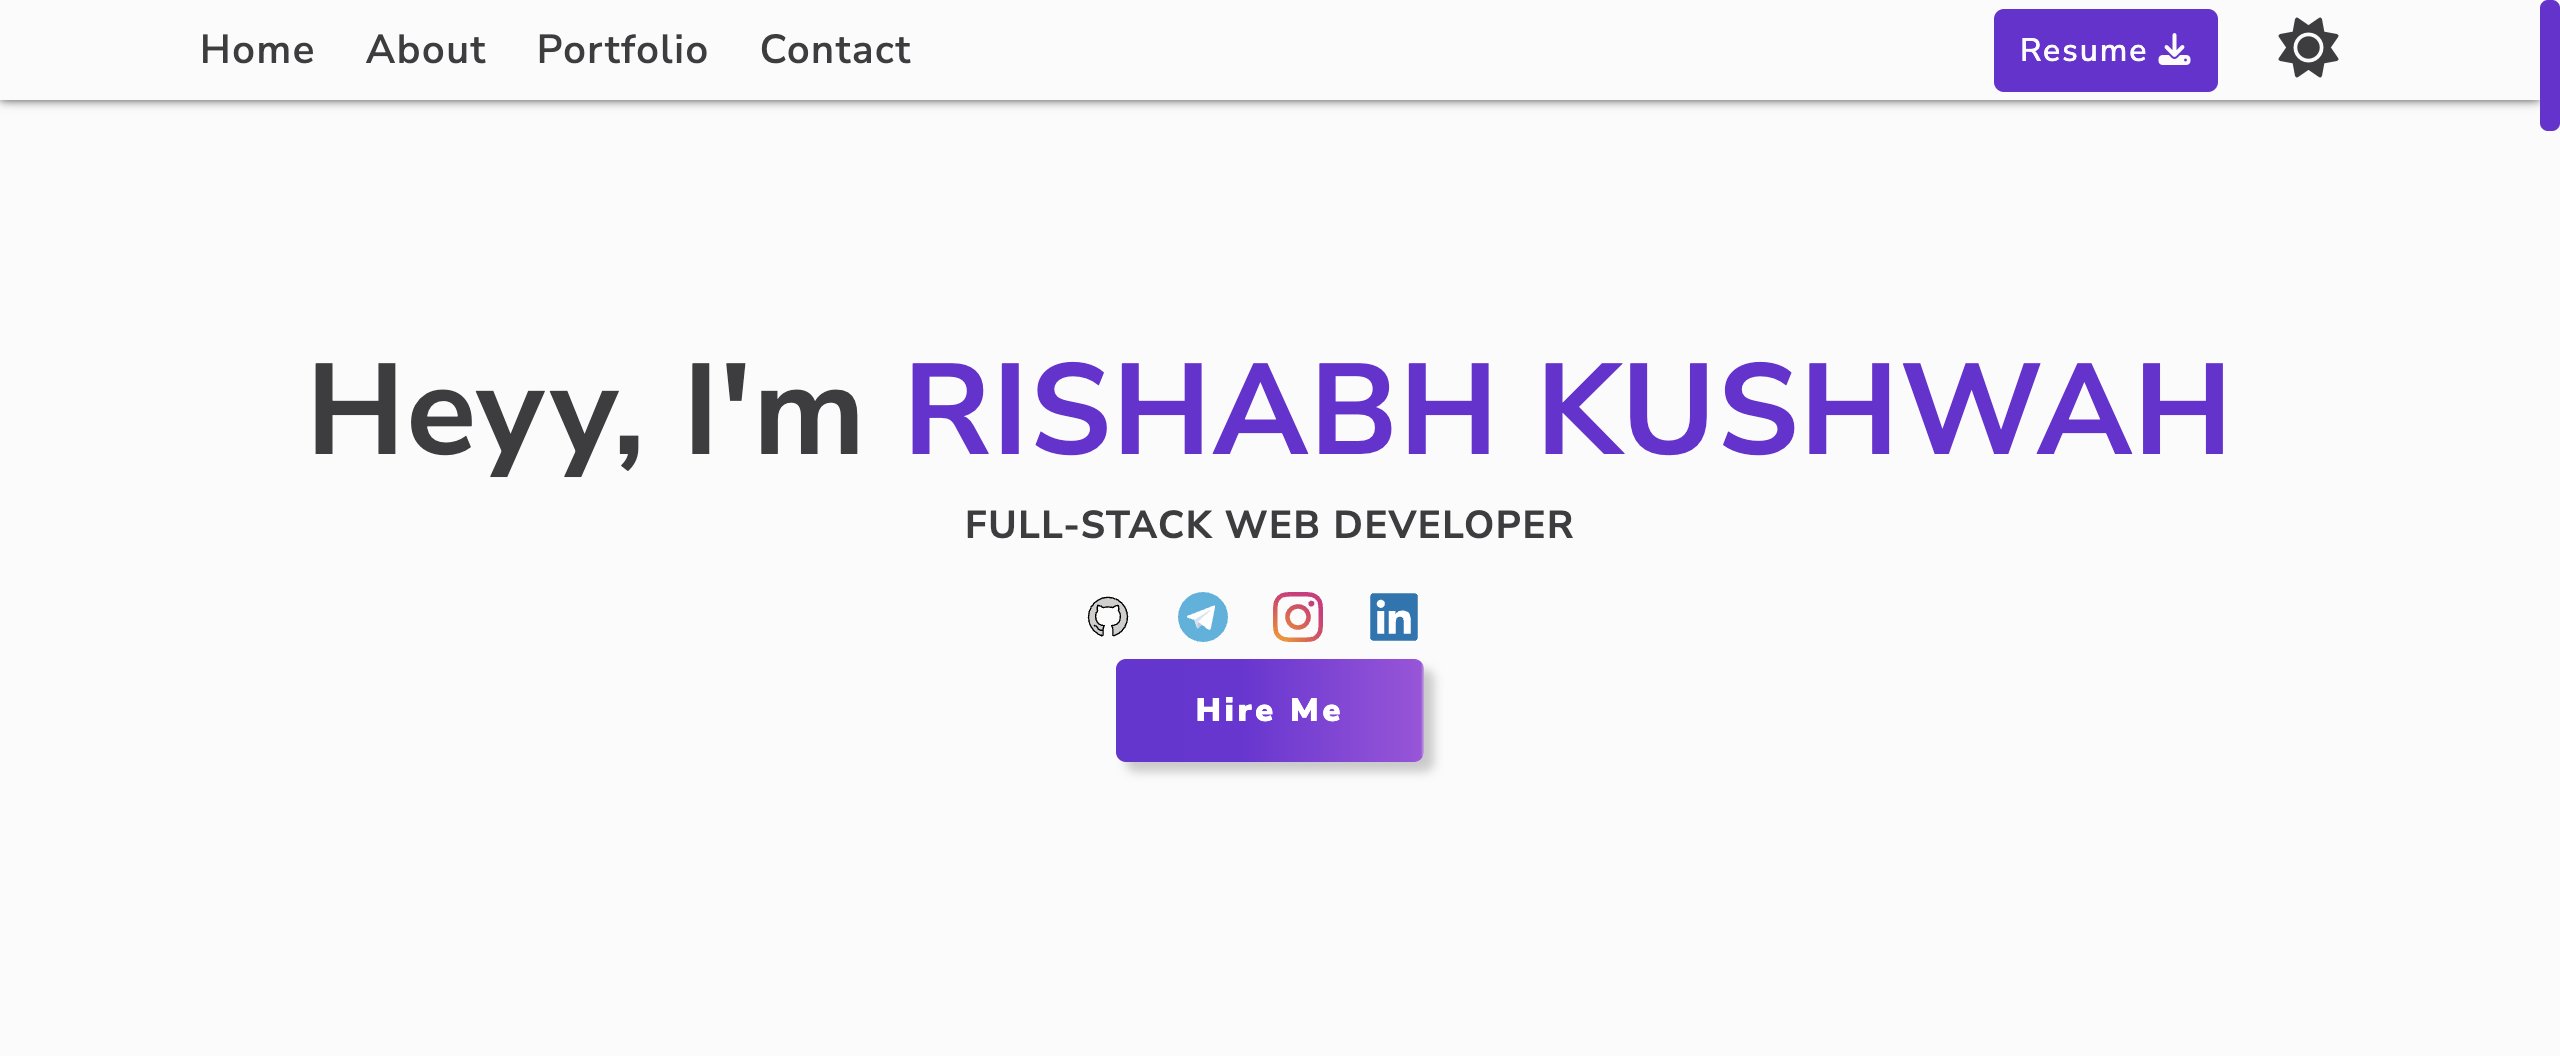 Home About Portfolio Contact Resume
Heyy, I'm RISHABH KUSHWAH
FULL-STACK WEB DEVELOPER
in
Hire Me